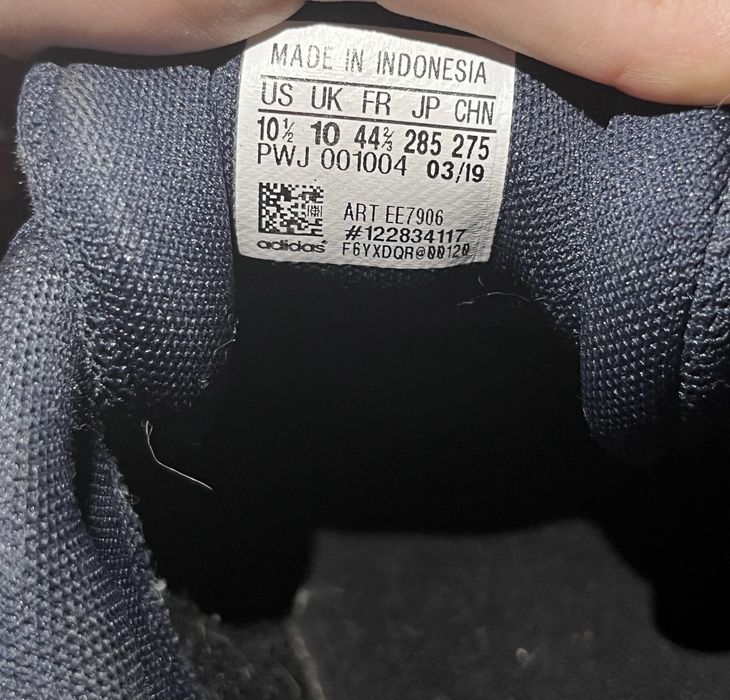 MADE IN INDONESIA
US UK FR JP CHN
10½ 10 44⅔ 285 275
PWJ 001004 03/19
ART EE7906
#122834117
adidas® F6YXDQR@00120